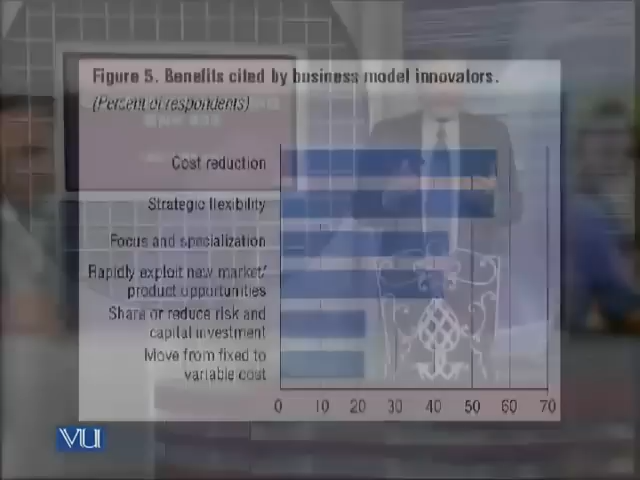 Figure 5. Benefits cited by business model innovators.
(Percent of respondents)
Cost reduction
Strategic flexibility
Focus and specialization
Rapidly exploit new market/
product opportunities
Share or reduce risk and
capital investment
Move from fixed to
variable cost
0 10 20 30 40 50 60 70
VU